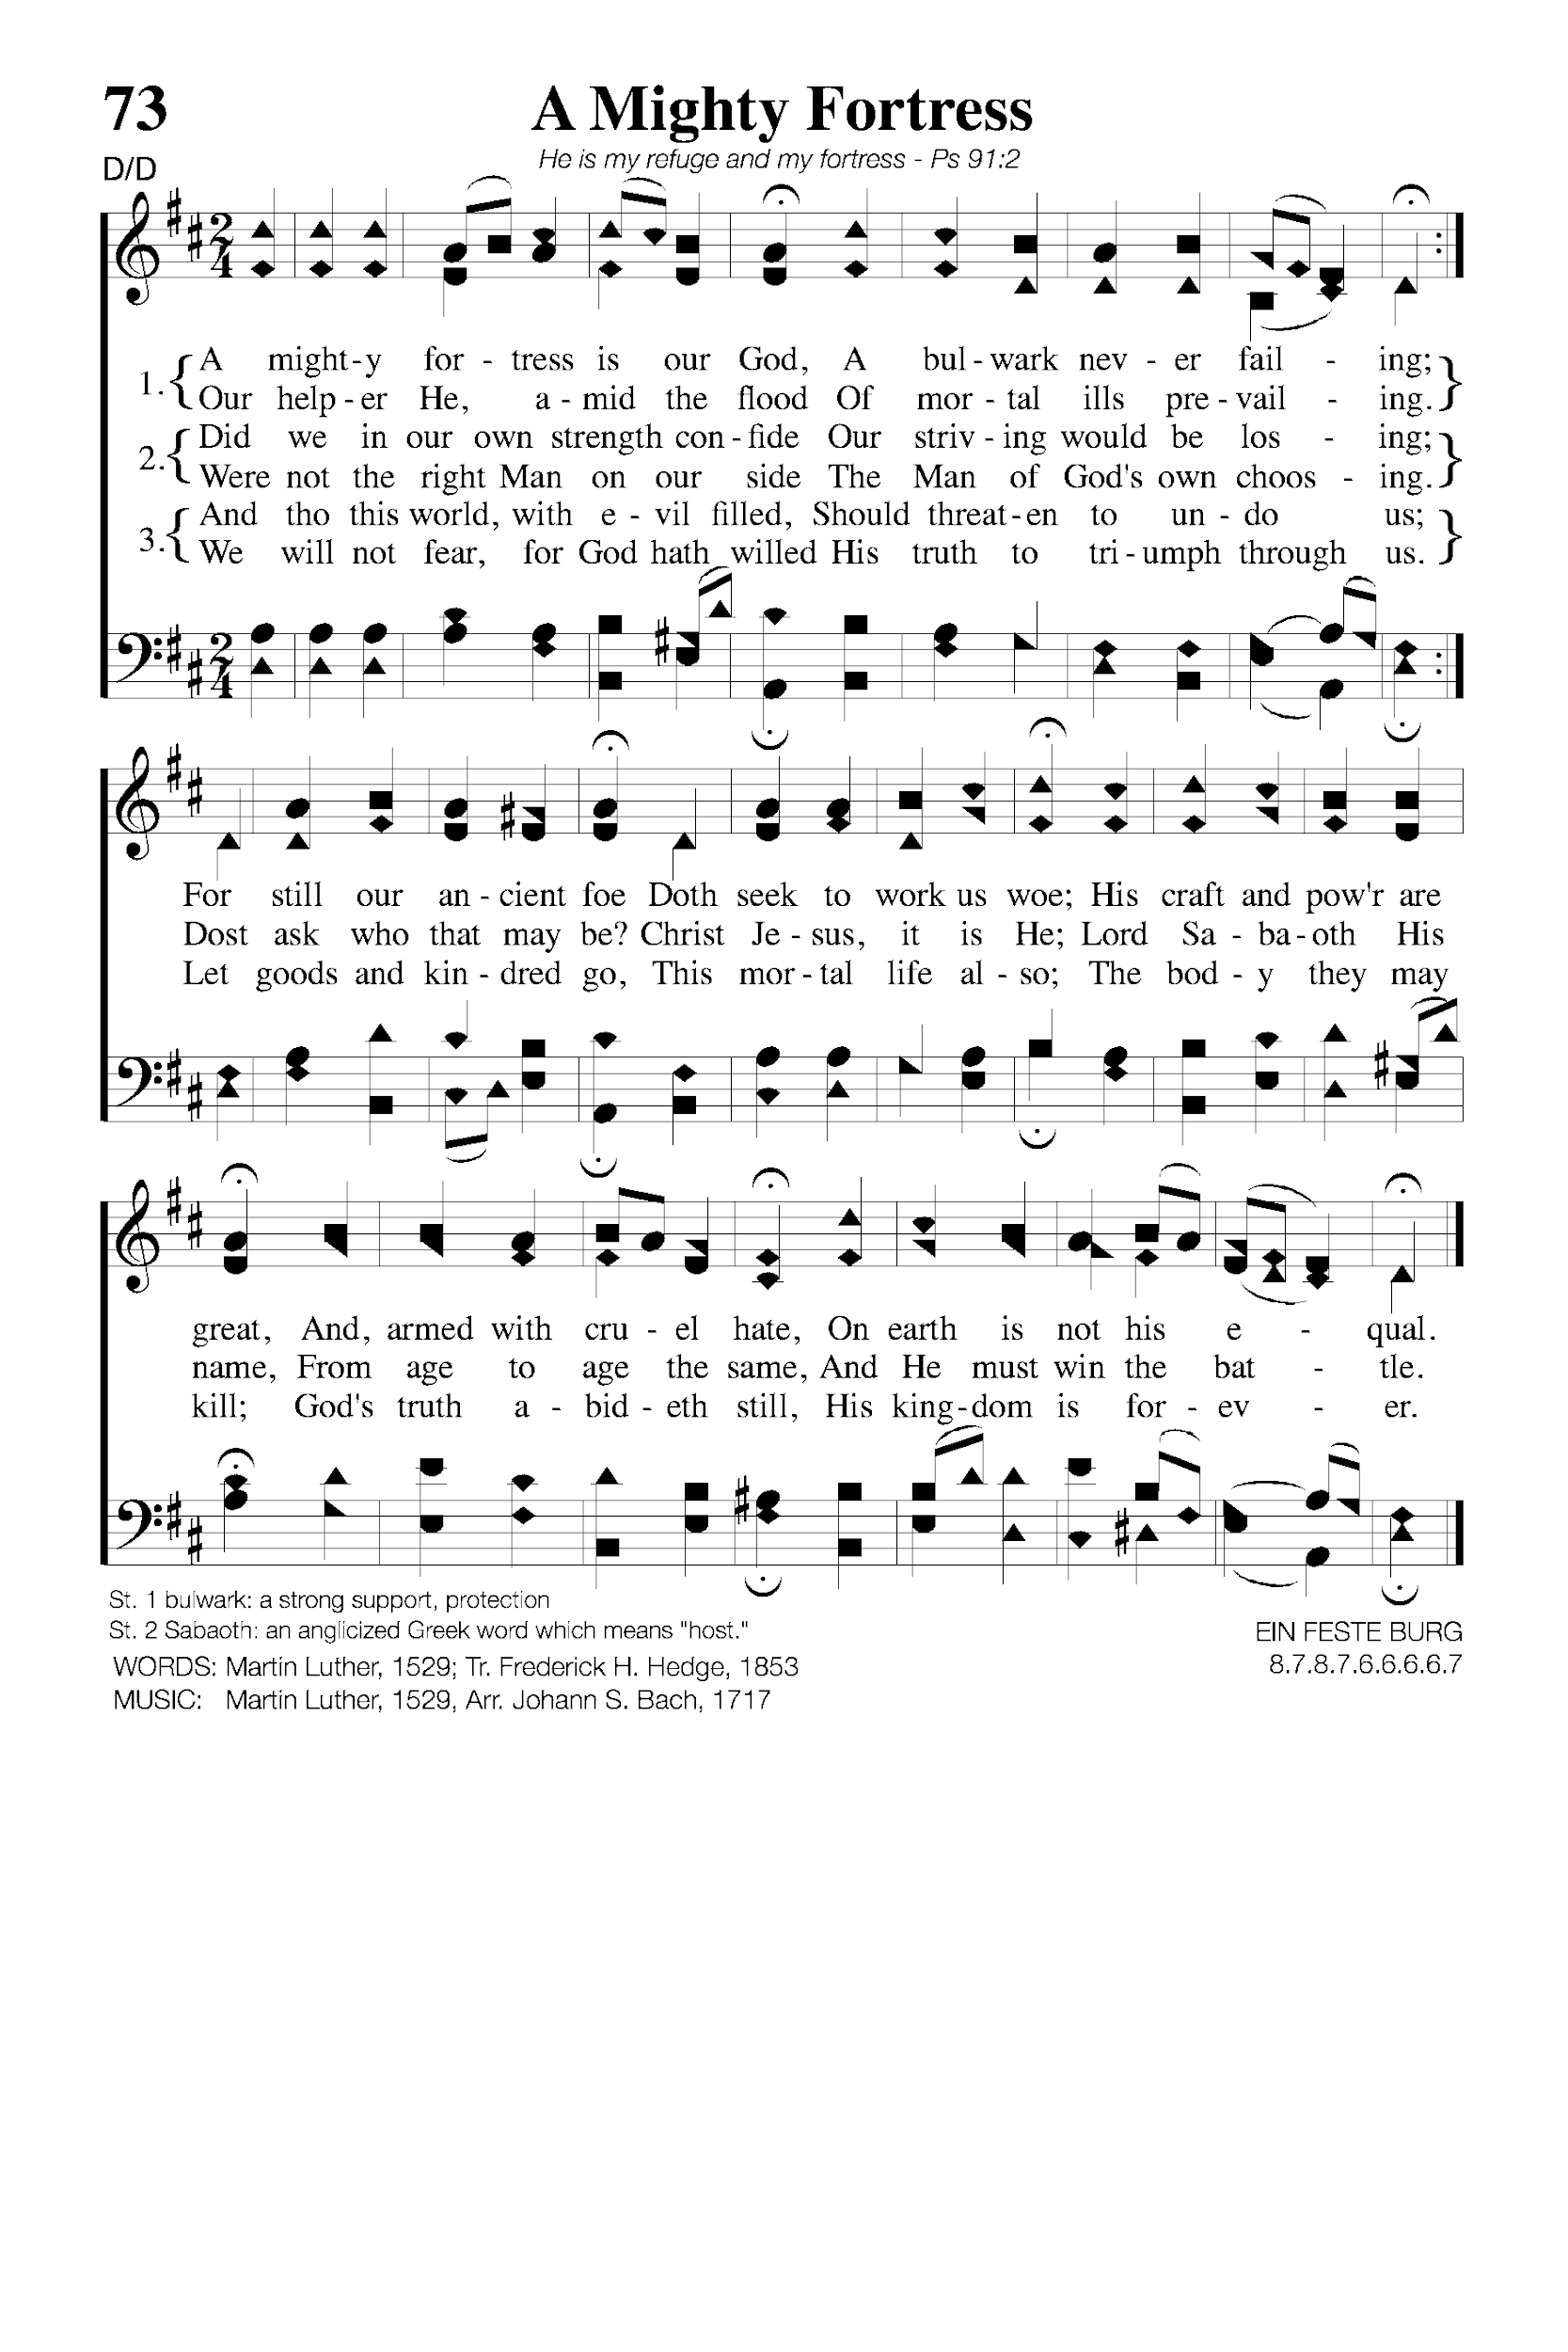 73
A Mighty Fortress
He is my refuge and my fortress - Ps 91:2
D/D
1. { A might-y for - tress is our God, A bul - wark nev - er fail - ing; }
Our help - er He, a - mid the flood Of mor - tal ills pre - vail - ing.
2. { Did we in our own strength con - fide Our striv - ing would be los - ing; }
Were not the right Man on our side The Man of God's own choos - ing.
3. { And tho this world, with e - vil filled, Should threat - en to un - do us; }
We will not fear, for God hath willed His truth to tri - umph through us.
For still our an - cient foe Doth seek to work us woe; His craft and pow'r are
Dost ask who that may be? Christ Je - sus, it is He; Lord Sa - ba - oth His
Let goods and kin - dred go, This mor - tal life al - so; The bod - y they may
great, And, armed with cru - el hate, On earth is not his e - qual.
name, From age to age the same, And He must win the bat - tle.
kill; God's truth a - bid - eth still, His king - dom is for - ev - er.
St. 1 bulwark: a strong support, protection
St. 2 Sabaoth: an anglicized Greek word which means "host."
WORDS: Martin Luther, 1529; Tr. Frederick H. Hedge, 1853
MUSIC: Martin Luther, 1529, Arr. Johann S. Bach, 1717
EIN FESTE BURG
8.7.8.7.6.6.6.6.7